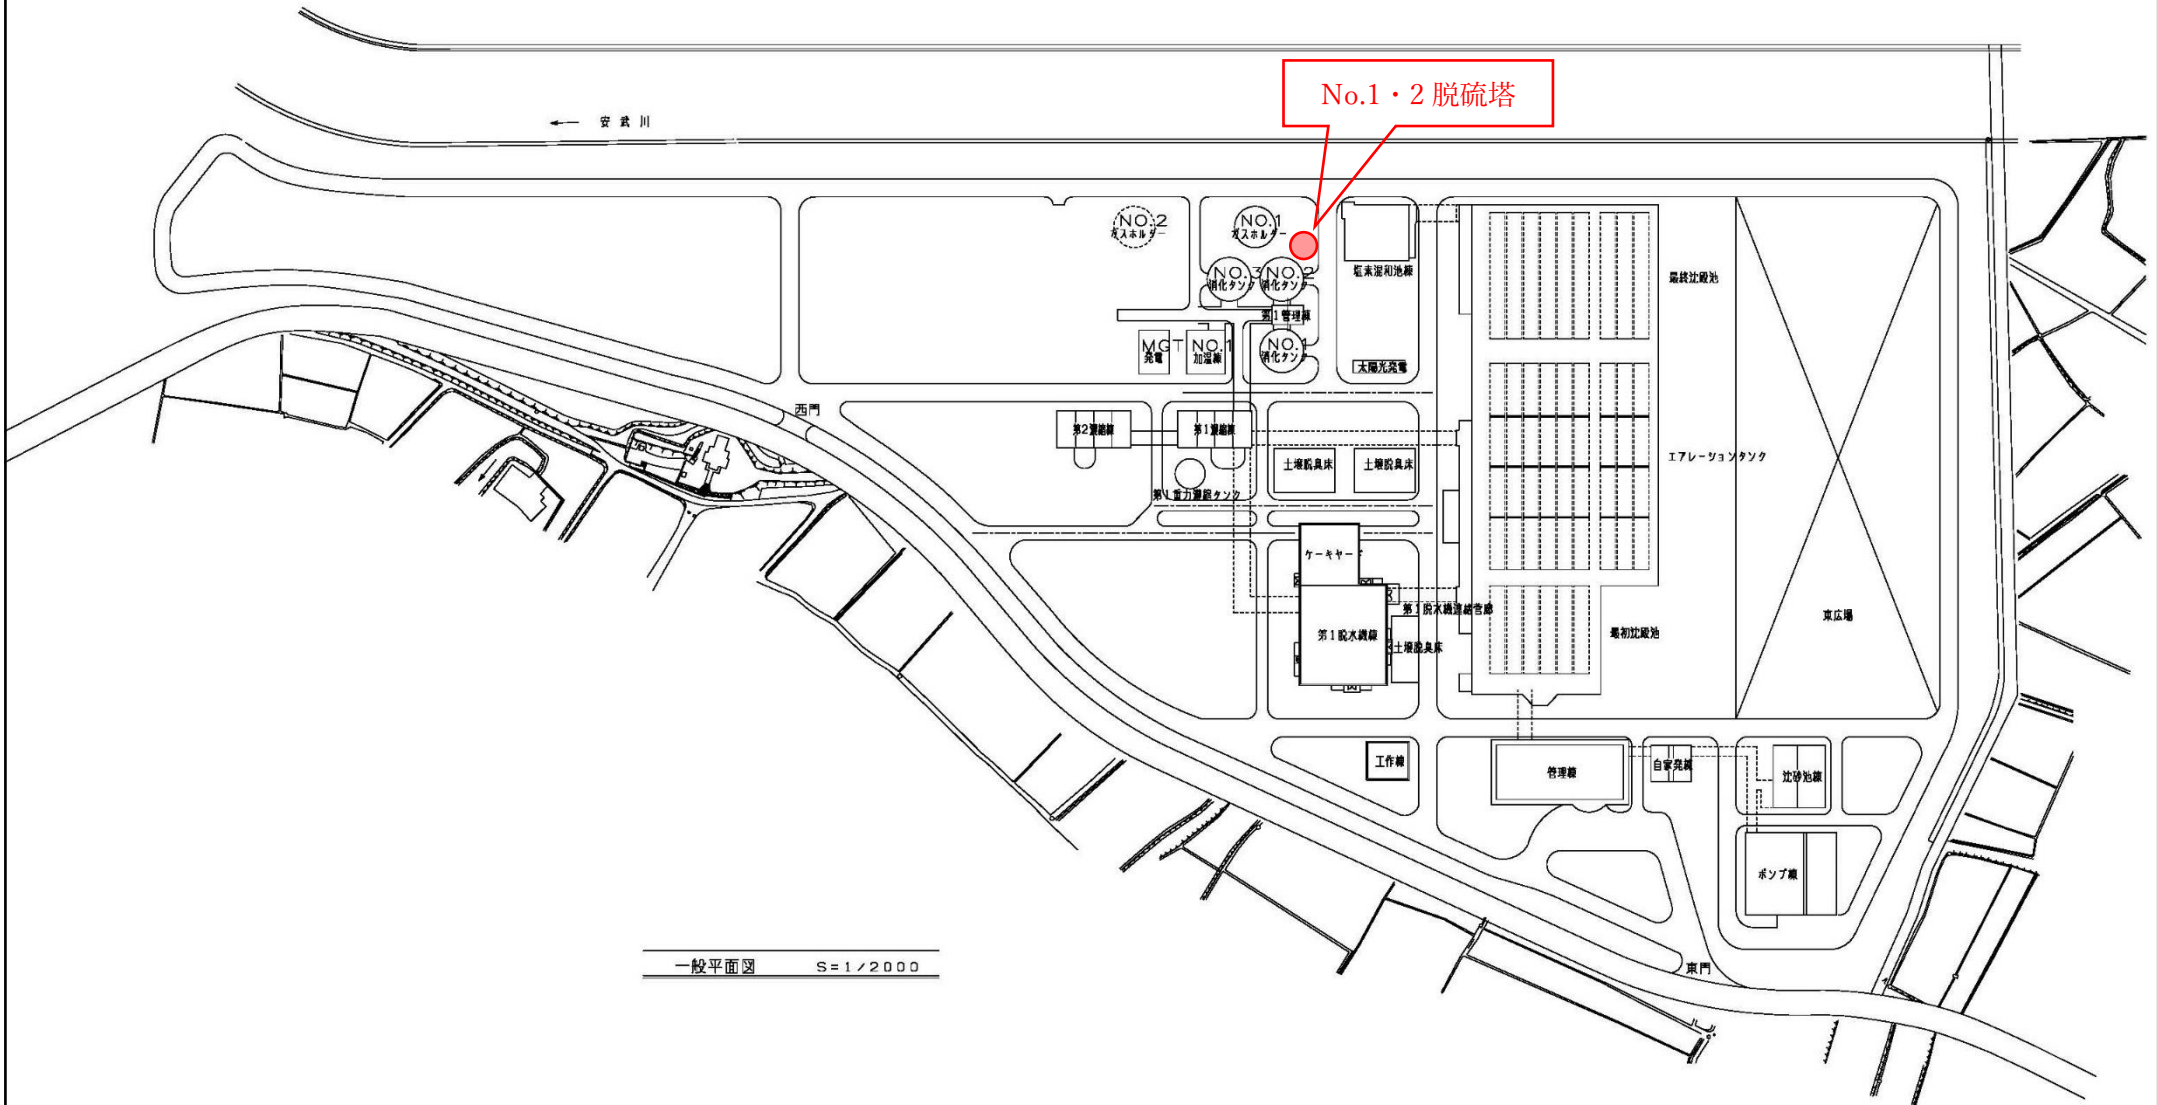 No.1・2 脱硫塔
安武川
NO.2
ガスホルダー
NO.1
ガスホルダー
NO.3
消化タンク
NO.2
消化タンク
塩素混和池棟
最終沈殿池
第1管理棟
MGT
発電
NO.1
加温棟
NO.1
消化タンク
太陽光発電
西門
第2濃縮棟
第1濃縮棟
土壌脱臭床
土壌脱臭床
エアレーションタンク
第1重力濃縮タンク
ケーキヤード
第1脱水機連絡管廊
第1脱水機棟
土壌脱臭床
最初沈殿池
東広場
工作棟
管理棟
自家発棟
沈砂池棟
ポンプ棟
東門
一般平面図 S=1/2000